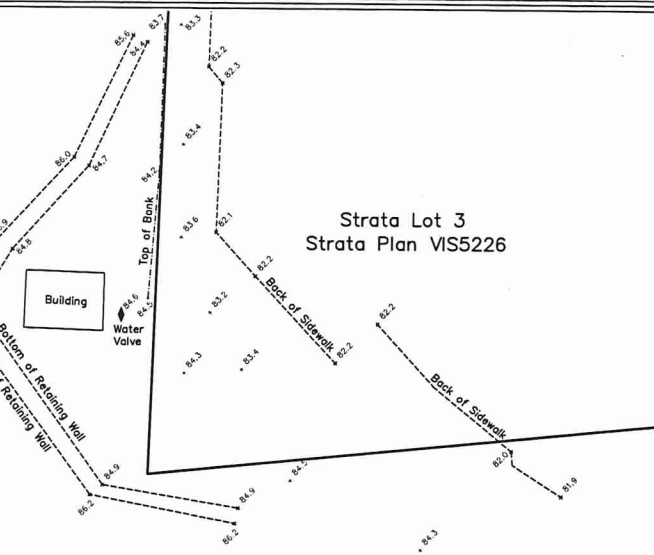 85.6
84.4
83.7
83.3
82.2
82.3
86.0
84.7
83.4
84.2
84.8
Top of Bank
83.6
82.1
Strata Lot 3
Strata Plan VIS5226
82.2
Back of Sidewalk
82.2
Building
84.6
84.5
Water
Valve
83.2
82.2
84.3
83.4
Back of Sidewalk
Bottom of Retaining Wall
Retaining Wall
84.9
86.2
84.9
86.2
84.5
82.0
81.9
84.3